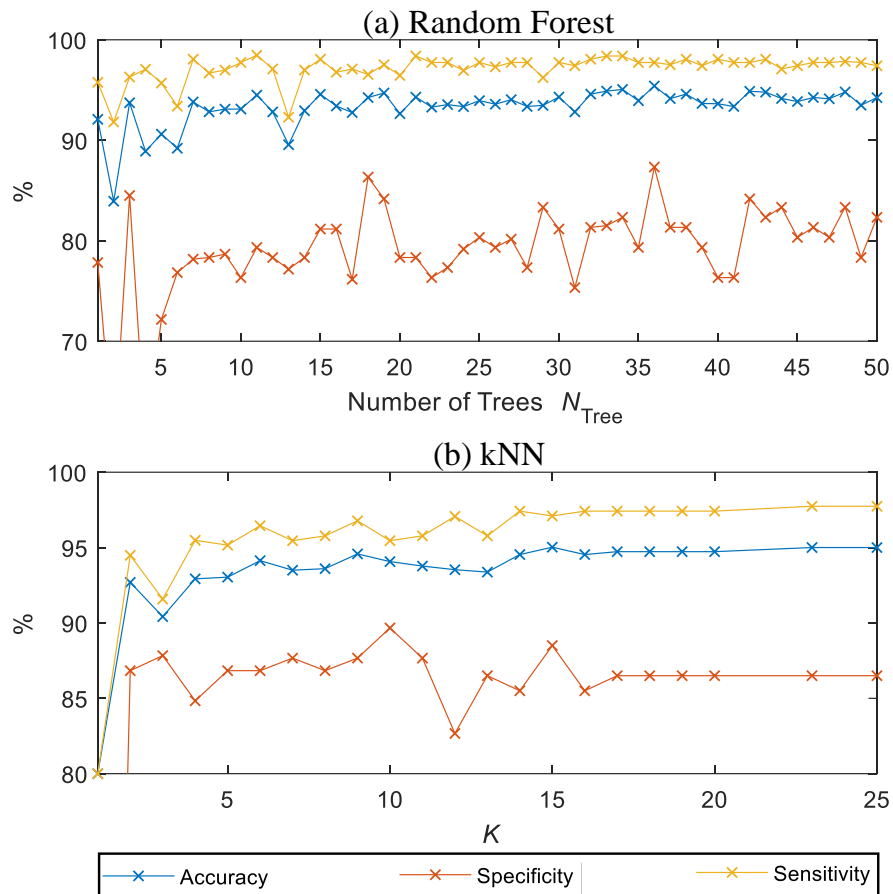 (a) Random Forest
100
90
80
70
%
5 10 15 20 25 30 35 40 45 50
Number of Trees N_Tree
(b) kNN
100
95
90
85
80
%
5 10 15 20 25
K
Accuracy Specificity Sensitivity